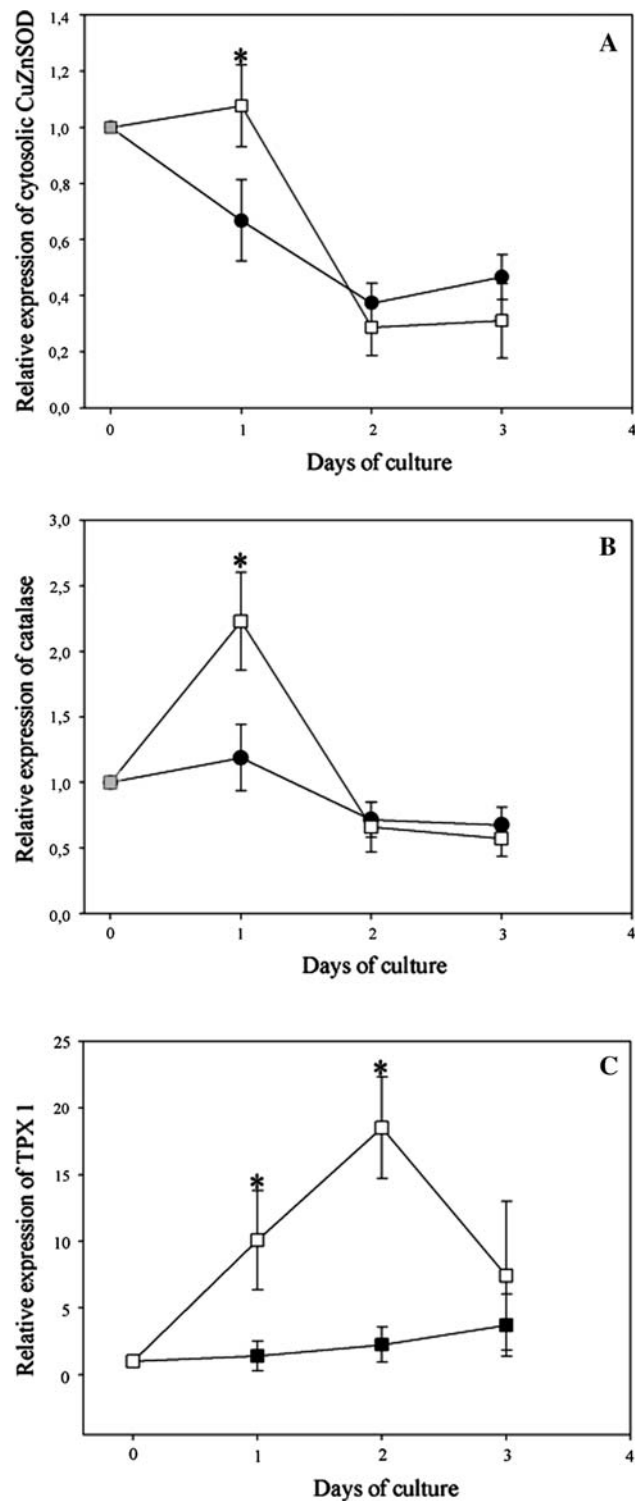 A
Relative expression of cytosolic CuZnSOD
1,4
*
1,2
1,0
0,8
0,6
0,4
0,2
0,0
0 1 2 3 4
Days of culture
B
Relative expression of catalase
3,0
*
2,5
2,0
1,5
1,0
0,5
0,0
0 1 2 3 4
Days of culture
C
Relative expression of TPX 1
25
*
20
15
*
10
5
0
0 1 2 3 4
Days of culture